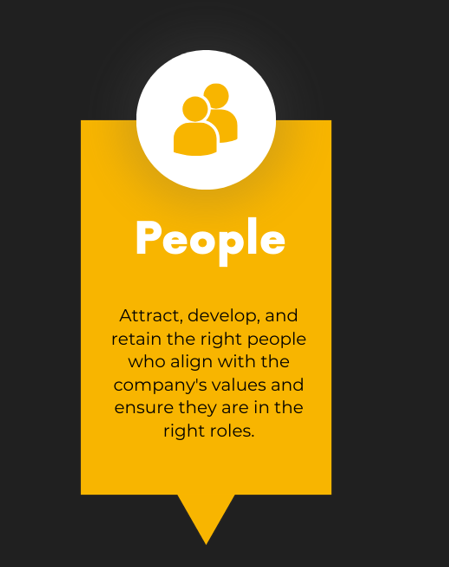 People
Attract, develop, and
retain the right people
who align with the
company's values and
ensure they are in the
right roles.